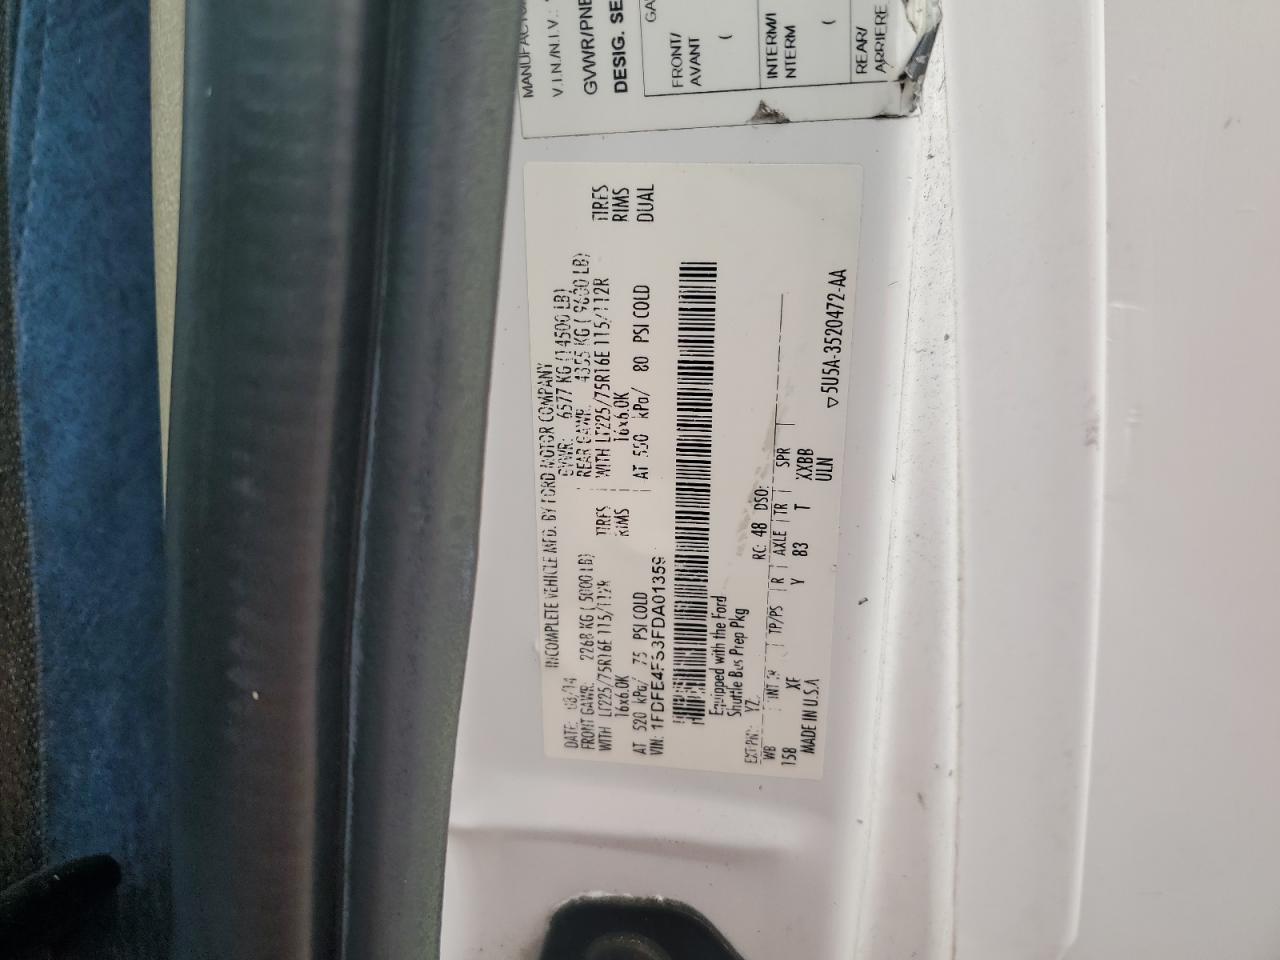 MANUFACTU
V.I.N./N.I.V.:
GVWR/PNB
DESIG. SE
GA
FRONT/
AVANT
(
INTERM/I
NTERM
(
REAR/
ARRIERE
INCOMPLETE VEHICLE MFD. BY FORD MOTOR COMPANY
DATE: 08/14 GVWR: 6577 KG (14500 LB)
FRONT GAWR: 2268 KG (5000 LB) REAR GAWR: 4355 KG (9600 LB)
WITH LT225/75R16E 115/112R TIRES WITH LT225/75R16E 115/112R TIRES
16x6.0K RIMS 16x6.0K RIMS
AT 520 kPa/ 75 PSI COLD AT 550 kPa/ 80 PSI COLD DUAL
VIN: 1FDFE4FS3FDA01359
Equipped with the Ford
Shuttle Bus Prep Pkg
EXT PNT: YZ RC: 48 DSO:
WB INT TR TP/PS R AXLE TR SPR
158 XF Y 83 T XXBB
MADE IN U.S.A ULN
▽5U5A-3520472-AA